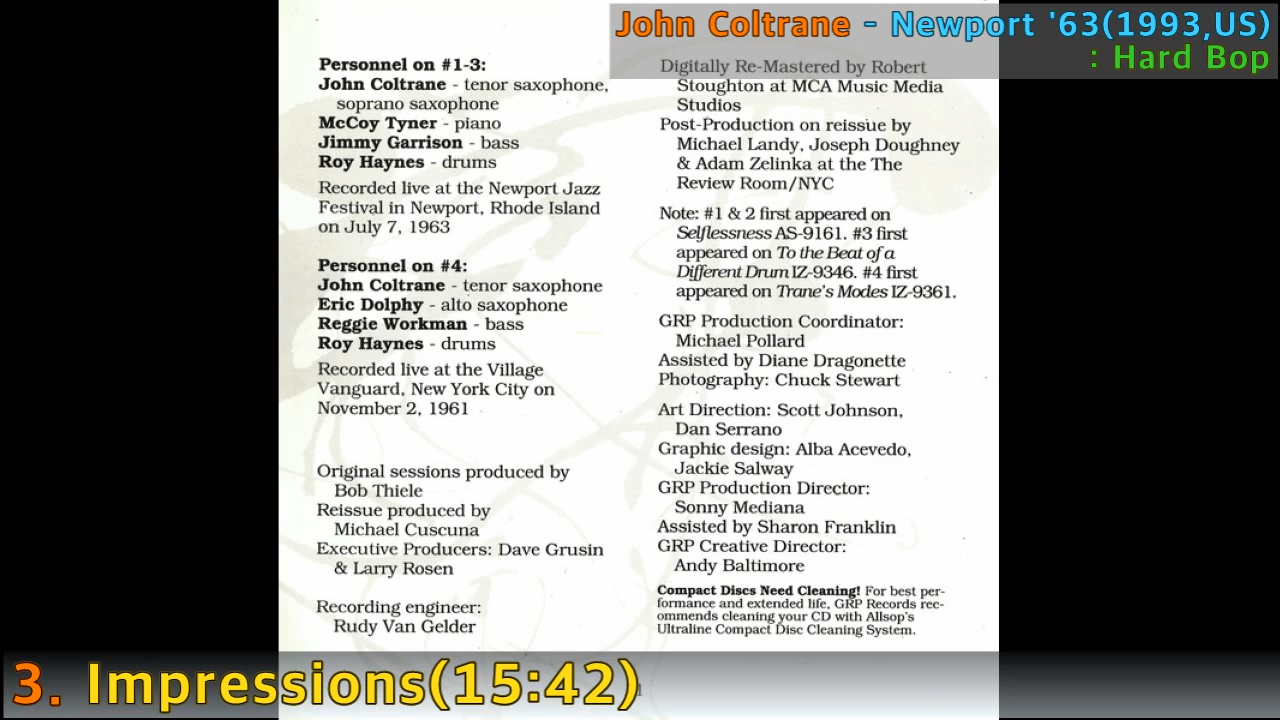 John Coltrane - Newport '63(1993,US)
: Hard Bop
Personnel on #1-3:
John Coltrane - tenor saxophone,
soprano saxophone
McCoy Tyner - piano
Jimmy Garrison - bass
Roy Haynes - drums
Recorded live at the Newport Jazz
Festival in Newport, Rhode Island
on July 7, 1963
Personnel on #4:
John Coltrane - tenor saxophone
Eric Dolphy - alto saxophone
Reggie Workman - bass
Roy Haynes - drums
Recorded live at the Village
Vanguard, New York City on
November 2, 1961
Original sessions produced by
Bob Thiele
Reissue produced by
Michael Cuscuna
Executive Producers: Dave Grusin
& Larry Rosen
Recording engineer:
Rudy Van Gelder
Digitally Re-Mastered by Robert
Stoughton at MCA Music Media
Studios
Post-Production on reissue by
Michael Landy, Joseph Doughney
& Adam Zelinka at the The
Review Room/NYC
Note: #1 & 2 first appeared on
Selflessness AS-9161. #3 first
appeared on To the Beat of a
Different Drum IZ-9346. #4 first
appeared on Trane's Modes IZ-9361.
GRP Production Coordinator:
Michael Pollard
Assisted by Diane Dragonette
Photography: Chuck Stewart
Art Direction: Scott Johnson,
Dan Serrano
Graphic design: Alba Acevedo,
Jackie Salway
GRP Production Director:
Sonny Mediana
Assisted by Sharon Franklin
GRP Creative Director:
Andy Baltimore
Compact Discs Need Cleaning! For best per-
formance and extended life, GRP Records rec-
ommends cleaning your CD with Allsop's
Ultraline Compact Disc Cleaning System.
3. Impressions(15:42)